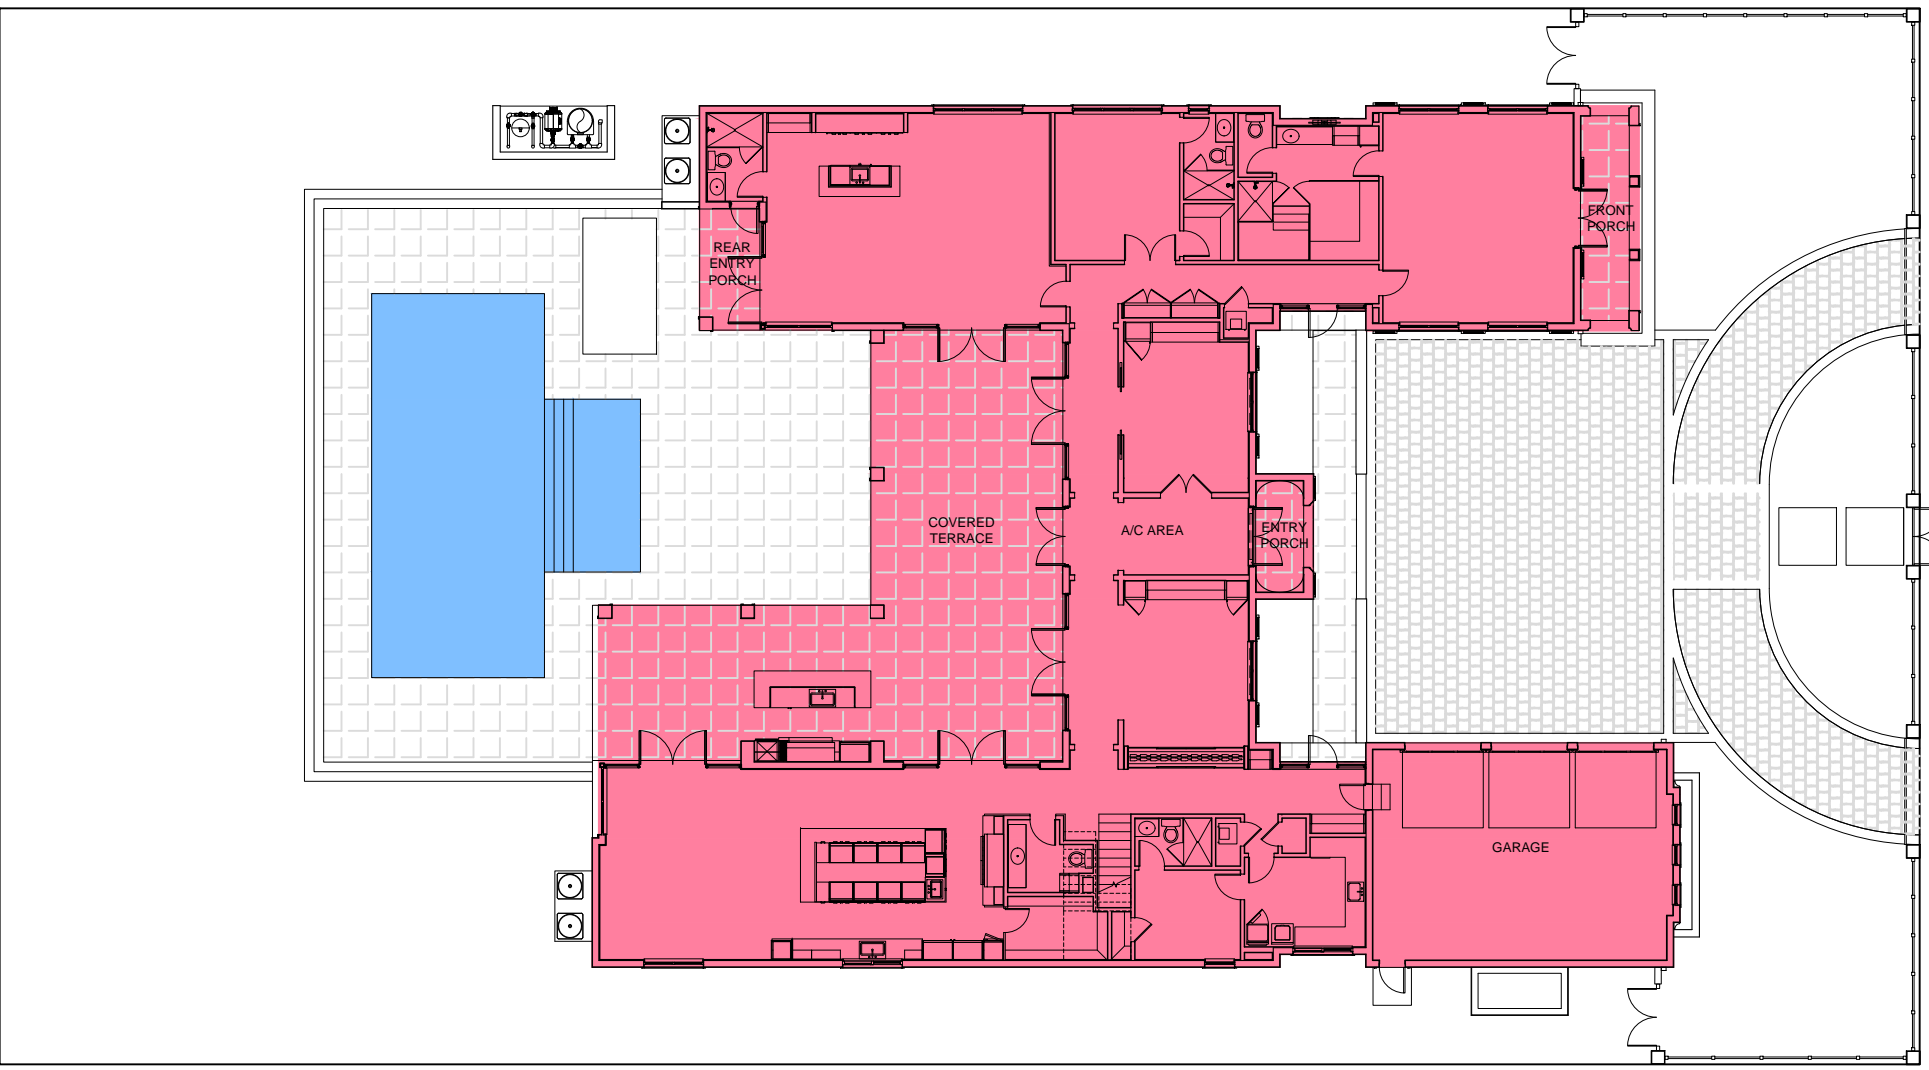 FRONT
PORCH
REAR
ENTRY
PORCH
COVERED
TERRACE
A/C AREA
ENTRY
PORCH
GARAGE